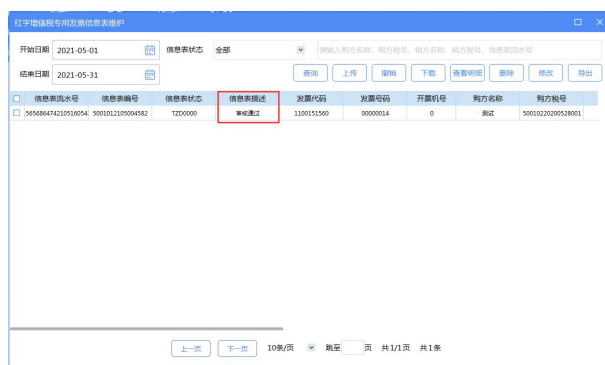 红字增值税专用发票信息表维护
开始日期 2021-05-01 信息表状态 全部 请输入购方名称、购方税号、销方名称、销方税号、信息表流水号
结束日期 2021-05-31 查询 上传 撤销 下载 查看明细 删除 修改 导出
信息表流水号 信息表编号 信息表状态 信息表描述 发票代码 发票号码 开票机号 购方名称 购方税号
5001012105004582 TZD0000 审核通过 1100151560 00000014 0 测试 50010220200528001
上一页 下一页 10条/页 跳至 页 共1/1页 共1条